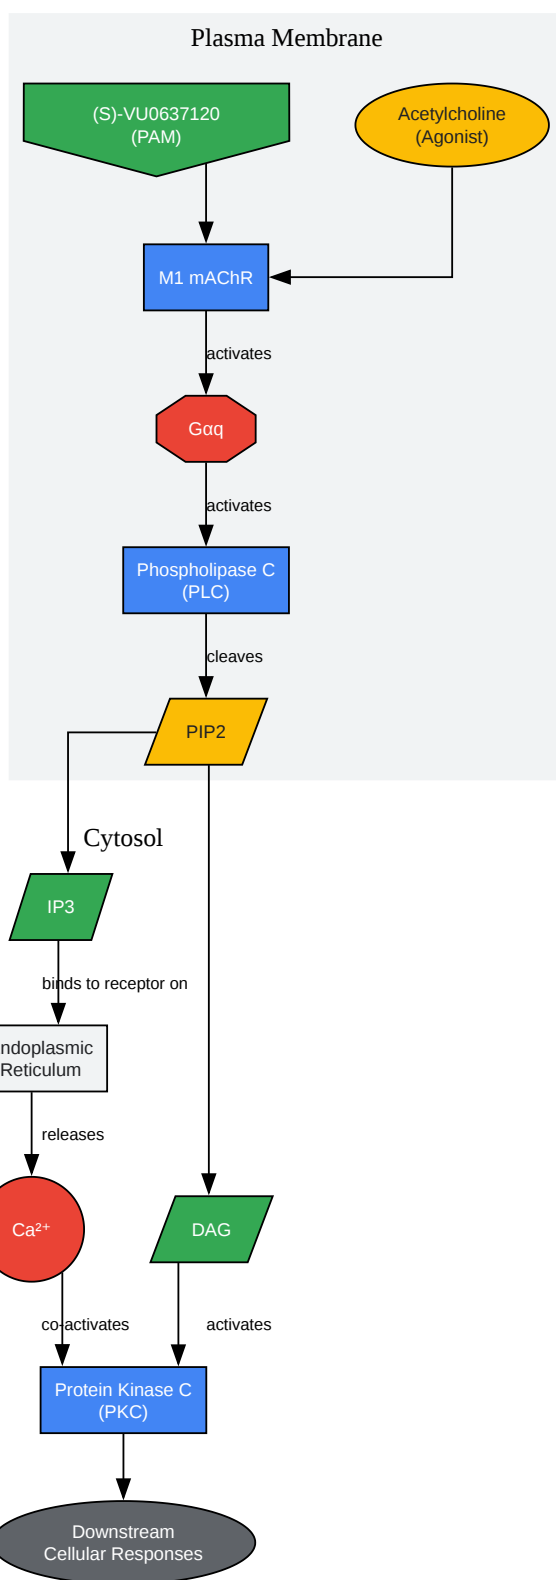 Plasma Membrane
(S)-VU0637120
(PAM)
Acetylcholine
(Agonist)
M1 mAChR
activates
Gαq
activates
Phospholipase C
(PLC)
cleaves
PIP2
Cytosol
IP3
binds to receptor on
ndoplasmic
Reticulum
releases
Ca²⁺
DAG
co-activates
activates
Protein Kinase C
(PKC)
Downstream
Cellular Responses